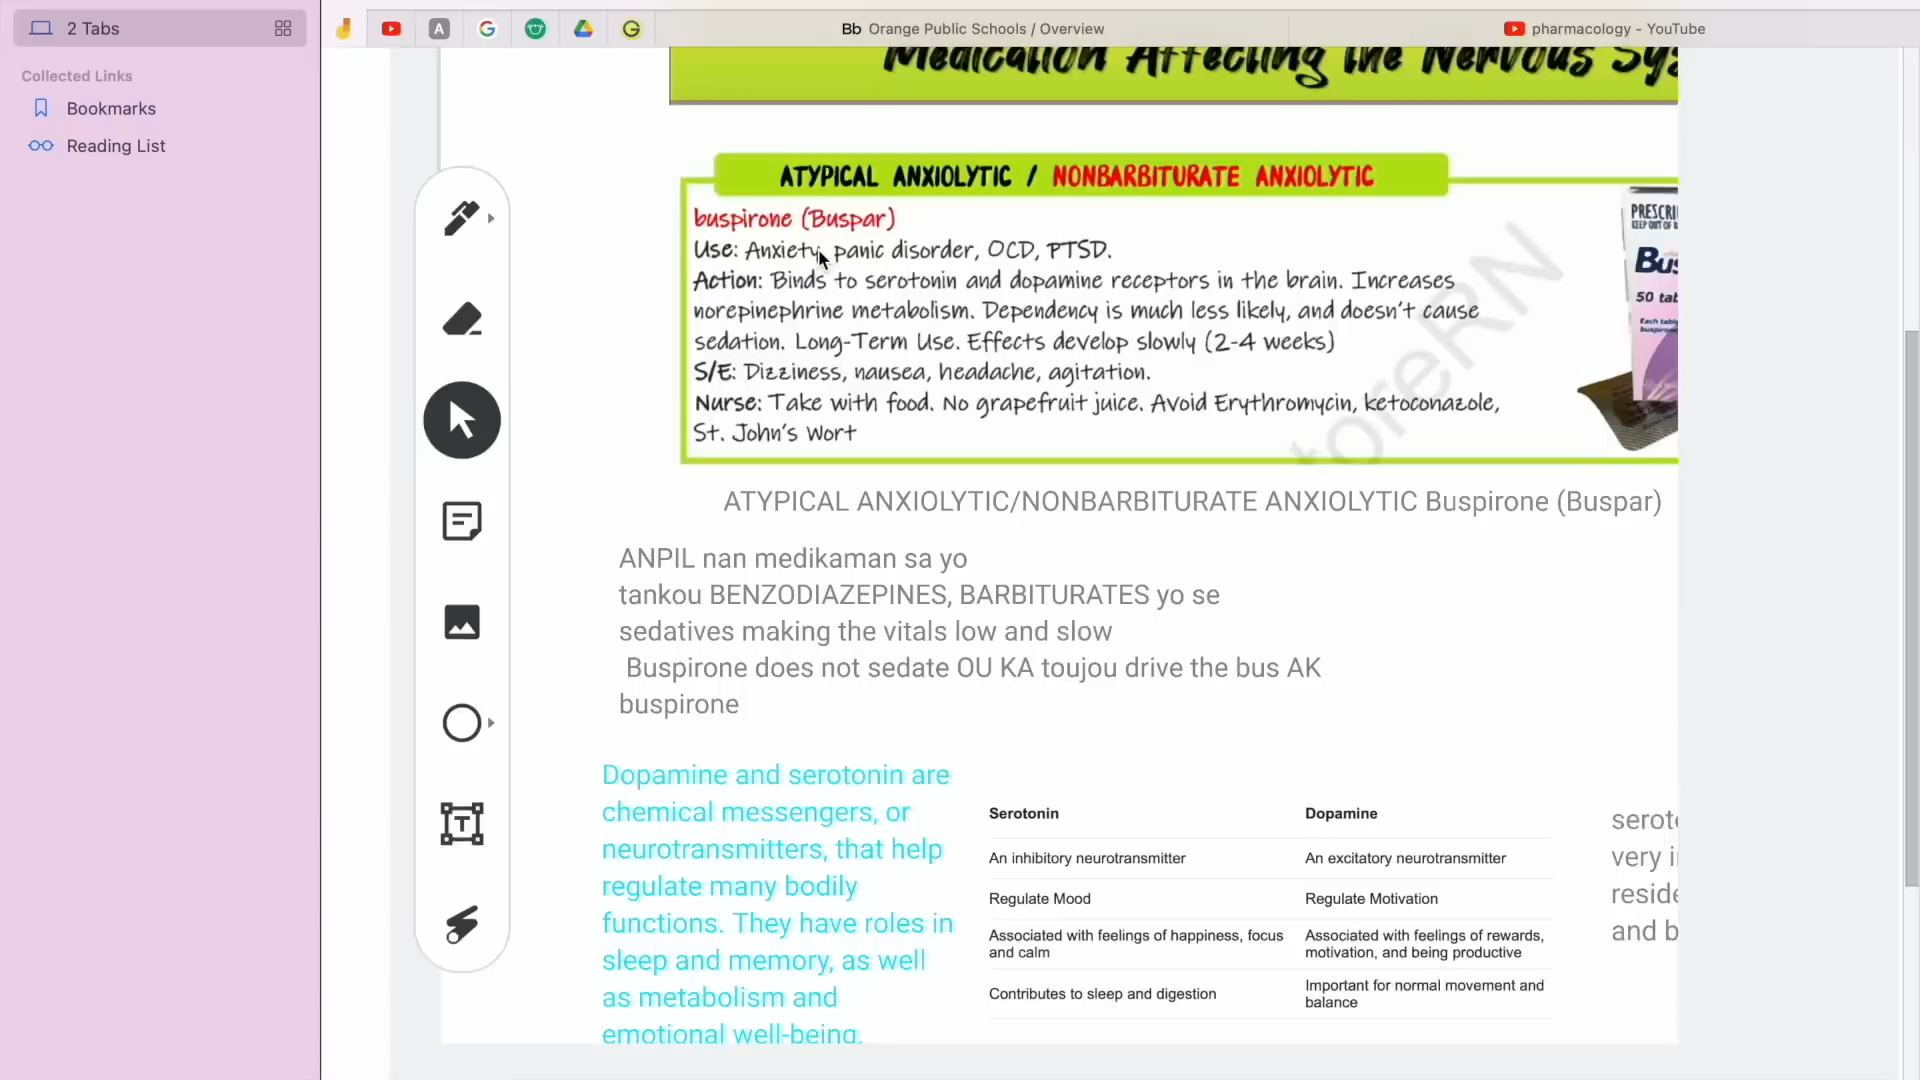 2 Tabs
Collected Links
Bookmarks
Reading List
Bb Orange Public Schools / Overview
pharmacology - YouTube
Medication Affecting the Nervous
ATYPICAL ANXIOLYTIC / NONBARBITURATE ANXIOLYTIC
buspirone (Buspar)
Use: Anxiety, panic disorder, OCD, PTSD.
Action: Binds to serotonin and dopamine receptors in the brain. Increases
norepinephrine metabolism. Dependency is much less likely, and doesn't cause
sedation. Long-Term Use. Effects develop slowly (2-4 weeks)
S/E: Dizziness, nausea, headache, agitation.
Nurse: Take with food. No grapefruit juice. Avoid Erythromycin, ketoconazole,
St. John's Wort
toreRN
ATYPICAL ANXIOLYTIC/NONBARBITURATE ANXIOLYTIC Buspirone (Buspar)
ANPIL nan medikaman sa yo
tankou BENZODIAZEPINES, BARBITURATES yo se
sedatives making the vitals low and slow
Buspirone does not sedate OU KA toujou drive the bus AK
buspirone
Dopamine and serotonin are
chemical messengers, or
neurotransmitters, that help
regulate many bodily
functions. They have roles in
sleep and memory, as well
as metabolism and
emotional well-being.
Serotonin Dopamine
An inhibitory neurotransmitter An excitatory neurotransmitter
Regulate Mood Regulate Motivation
Associated with feelings of happiness, focus
and calm
Associated with feelings of rewards,
motivation, and being productive
Contributes to sleep and digestion
Important for normal movement and
balance
very
and